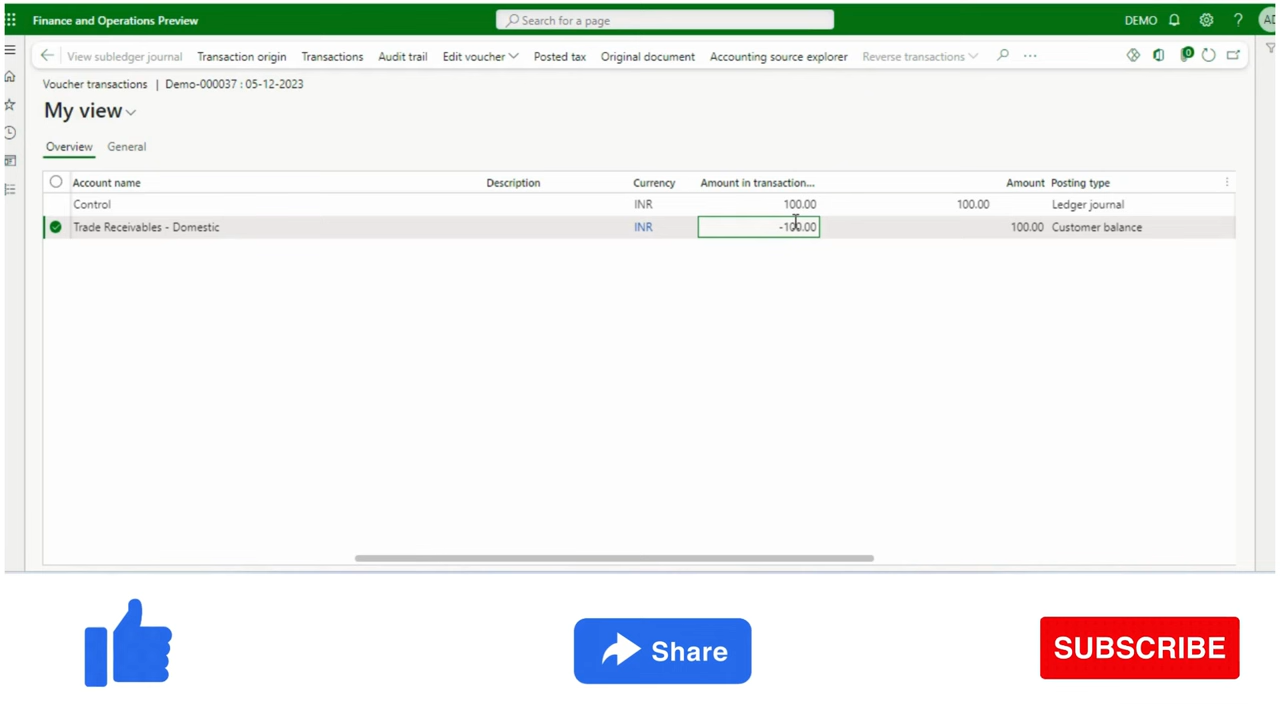 Finance and Operations Preview Search for a page DEMO ? AD
View subledger journal Transaction origin Transactions Audit trail Edit voucher Posted tax Original document Accounting source explorer Reverse transactions ... 0
Voucher transactions | Demo-000037 : 05-12-2023
My view
Overview General
Account name Description Currency Amount in transaction... Amount Posting type
Control INR 100.00 100.00 Ledger journal
Trade Receivables - Domestic INR -100.00 100.00 Customer balance
Share SUBSCRIBE